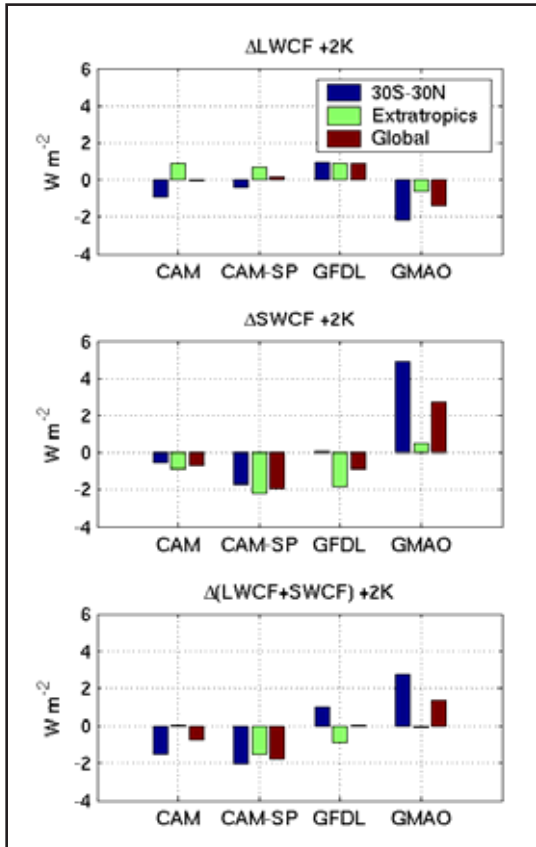 ΔLWCF +2K
6
4
2
0
-2
-4
W m-2
30S-30N
Extratropics
Global
CAM CAM-SP GFDL GMAO
ΔSWCF +2K
6
4
2
0
-2
-4
W m-2
CAM CAM-SP GFDL GMAO
Δ(LWCF+SWCF) +2K
6
4
2
0
-2
-4
W m-2
CAM CAM-SP GFDL GMAO